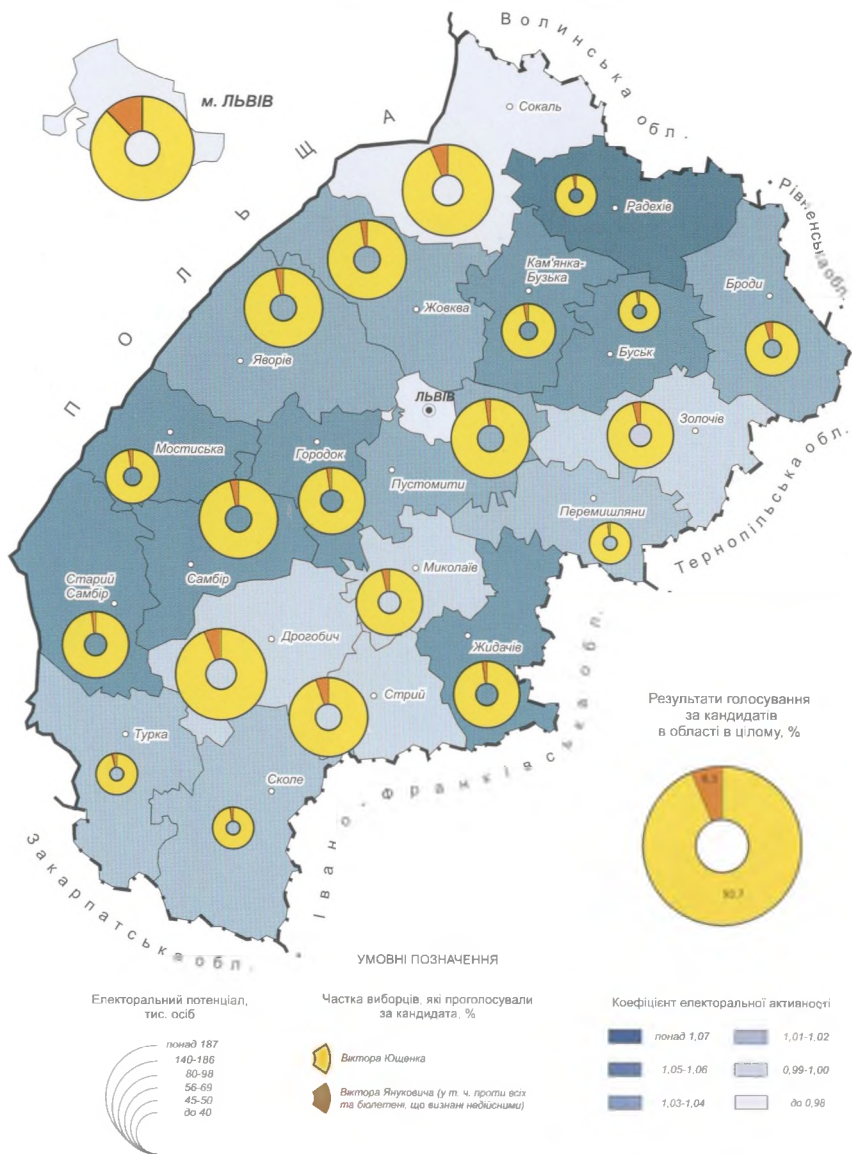 Волинська обл.
м. ЛЬВІВ
ПОЛЬЩА
Сокаль
Рівненська обл.
Радехів
Кам'янка-
Бузька
Броди
Жовква
Яворів
Буськ
ЛЬВІВ
Золочів
Мостиська
Городок
Пустомити
Перемишляни
Тернопільська обл.
Старий
Самбір
Самбір
Миколаїв
Дрогобич
Жидачів
Стрий
Турка
Сколе
Івано-Франківська обл.
Закарпатська обл.
Результати голосування
за кандидатів
в області в цілому, %
УМОВНІ ПОЗНАЧЕННЯ
Електоральний потенціал,
тис. осіб
понад 187
140-186
80-98
56-69
45-50
до 40
Частка виборців, які проголосували
за кандидата, %
Віктора Ющенка
Віктора Януковича (у т. ч. проти всіх
та бюлетені, що визнані недійсними)
Коефіцієнт електоральної активності
понад 1,07
1,05-1,06
1,03-1,04
1,01-1,02
0,99-1,00
до 0,98